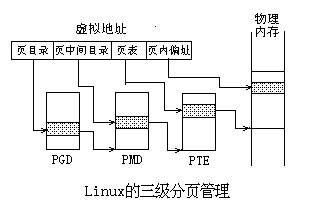 虚拟地址
物理
内存
页目录 页中间目录 页表 页内偏址
PGD PMD PTE
Linux的三级分页管理